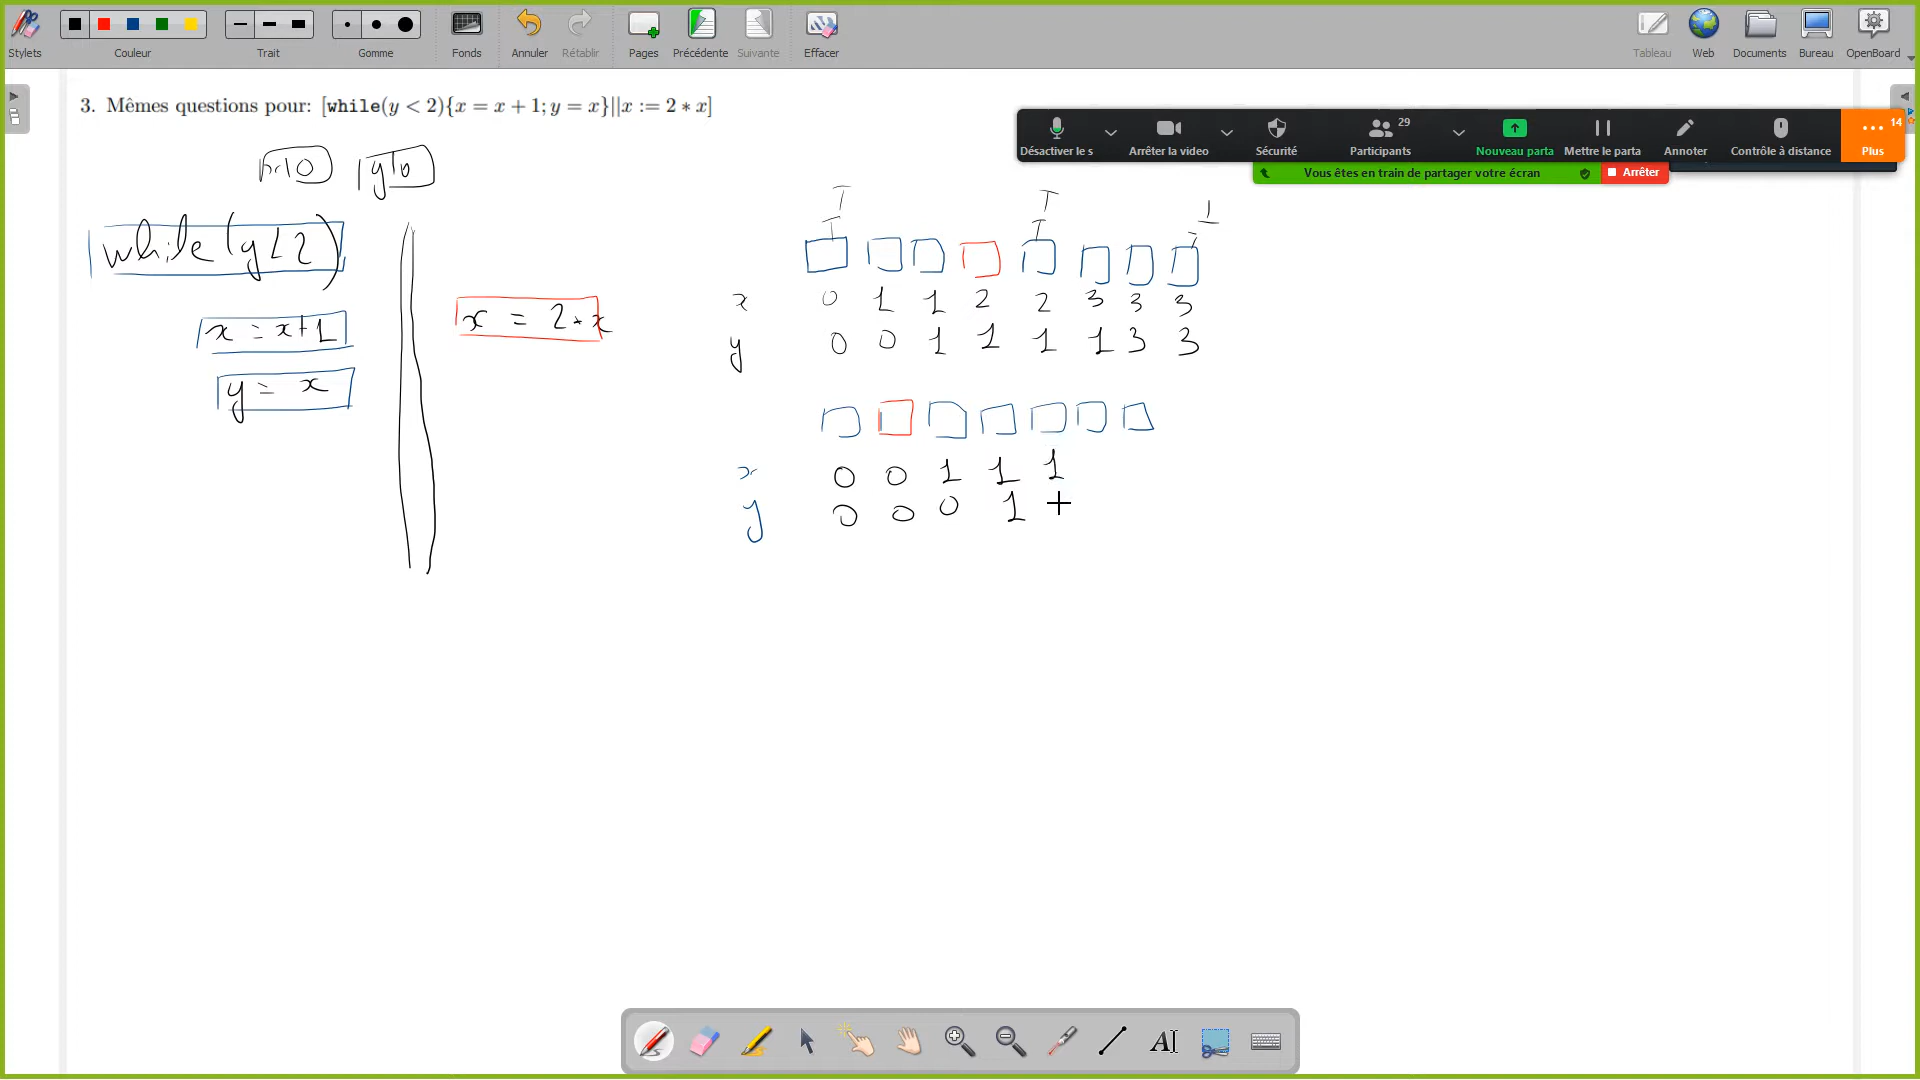 Stylets Couleur Trait Gomme Fonds Annuler Rétablir Pages Précédente Suivante Effacer Tableau Web Documents Bureau OpenBoard
3. Mêmes questions pour: [while(y < 2){x = x + 1; y = x}||x := 2 * x]
29
14
Désactiver le s Arrêter la video Sécurité Participants Nouveau parta Mettre le parta Annoter Contrôle à distance Plus
Vous êtes en train de partager votre écran Arrêter
while (y < 2)
x = x + 1
y = x
x = 2 * x
x 0 1 1 2 2 3 3 3
y 0 0 1 1 1 1 3 3
x 0 0 1 1 1
y 0 0 0 1